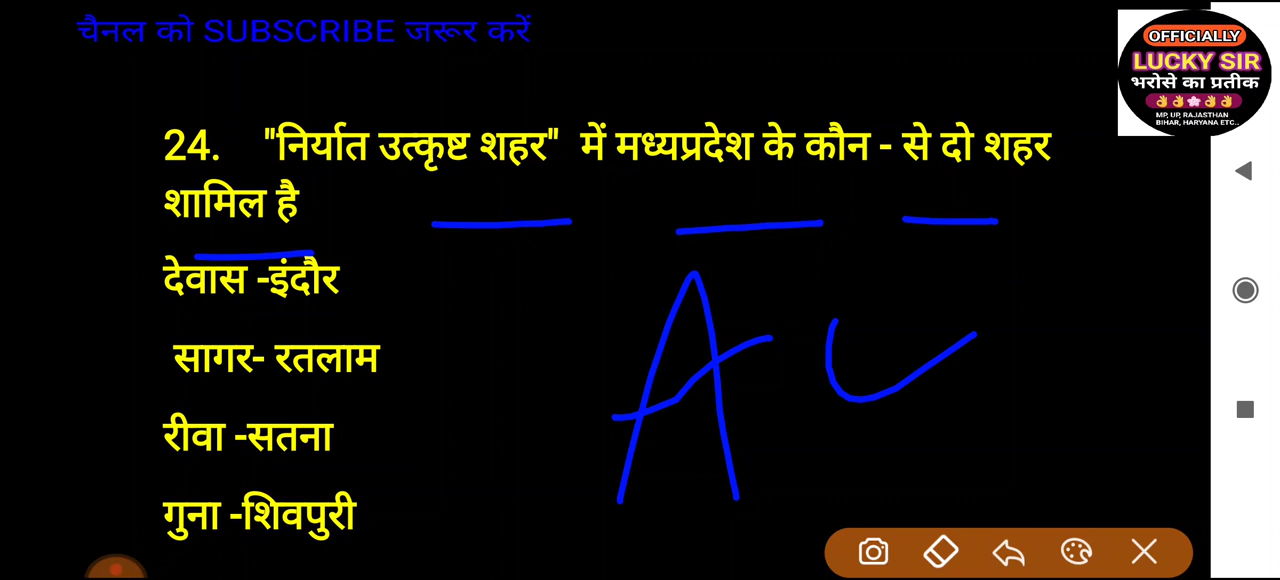 चैनल को SUBSCRIBE जरूर करें
OFFICIALLY
LUCKY SIR
भरोसे का प्रतीक
MP, UP, RAJASTHAN
BIHAR, HARYANA ETC..
24. "निर्यात उत्कृष्ट शहर" में मध्यप्रदेश के कौन - से दो शहर
शामिल है
देवास -इंदौर
सागर- रतलाम
रीवा -सतना
गुना -शिवपुरी
A